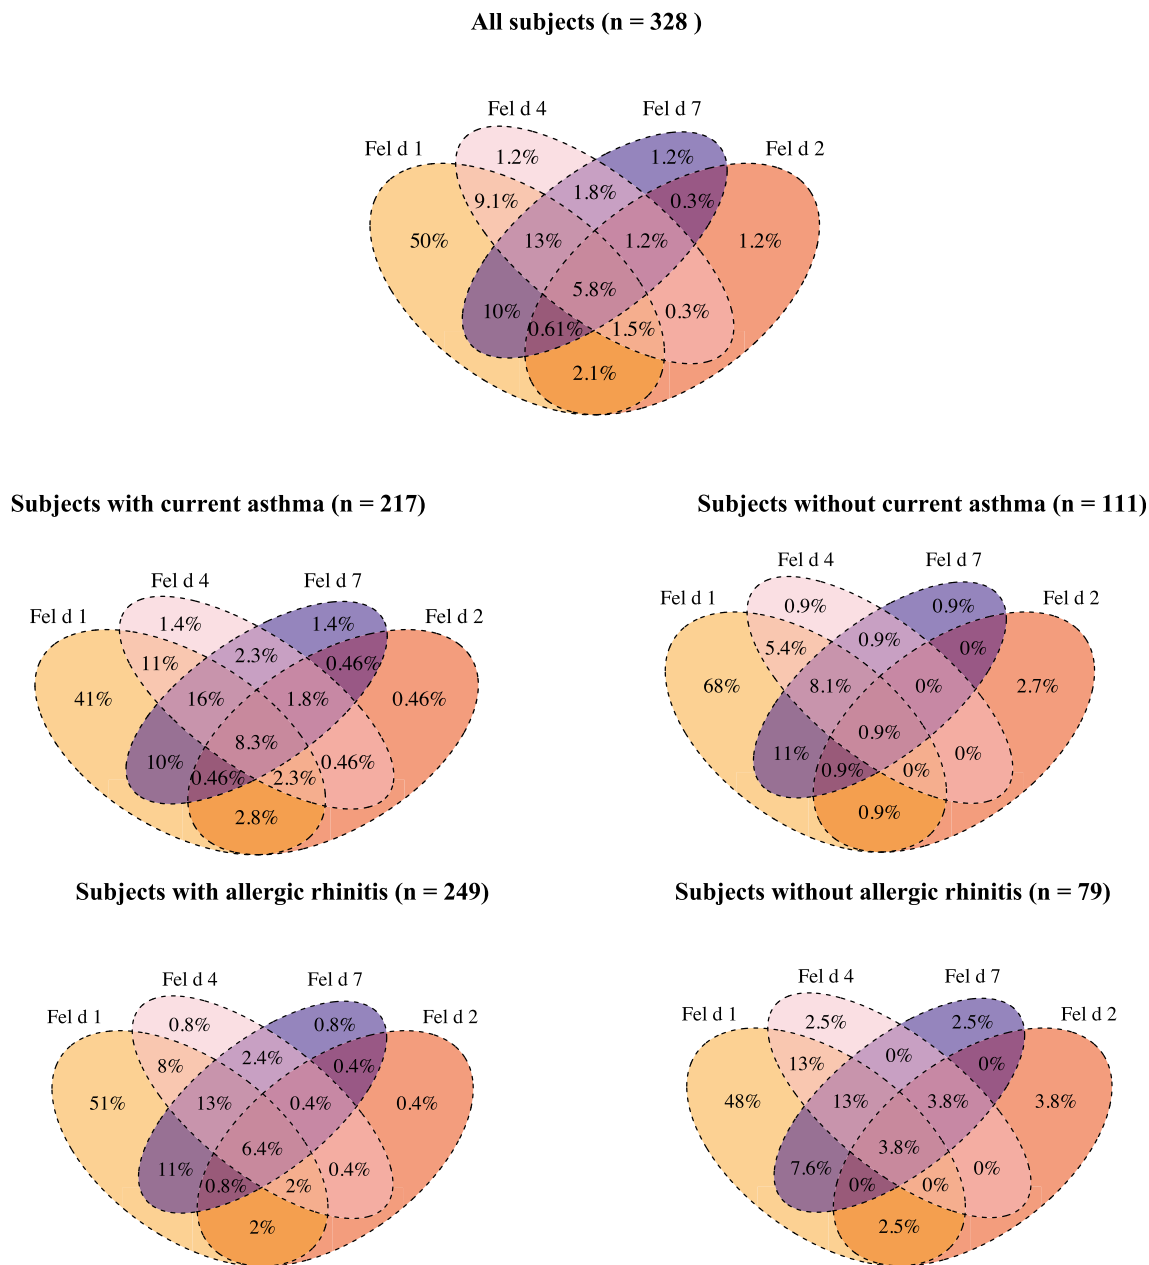 All subjects (n = 328 )
Fel d 4 Fel d 7
Fel d 1 Fel d 2
1.2% 1.2%
9.1% 1.8% 0.3%
50% 13% 1.2% 1.2%
5.8%
10% 0.3%
0.61% 1.5%
2.1%
Subjects with current asthma (n = 217)
Fel d 4 Fel d 7
Fel d 1 Fel d 2
1.4% 1.4%
11% 2.3% 0.46%
41% 16% 1.8% 0.46%
8.3%
10% 0.46%
0.46% 2.3%
2.8%
Subjects without current asthma (n = 111)
Fel d 4 Fel d 7
Fel d 1 Fel d 2
0.9% 0.9%
5.4% 0.9% 0%
68% 8.1% 0% 2.7%
0.9%
11% 0%
0.9% 0%
0.9%
Subjects with allergic rhinitis (n = 249)
Fel d 4 Fel d 7
Fel d 1 Fel d 2
0.8% 0.8%
8% 2.4% 0.4%
51% 13% 0.4% 0.4%
6.4%
11% 0.4%
0.8% 2%
2%
Subjects without allergic rhinitis (n = 79)
Fel d 4 Fel d 7
Fel d 1 Fel d 2
2.5% 2.5%
13% 0% 0%
48% 13% 3.8% 3.8%
3.8%
7.6% 0%
0% 0%
2.5%